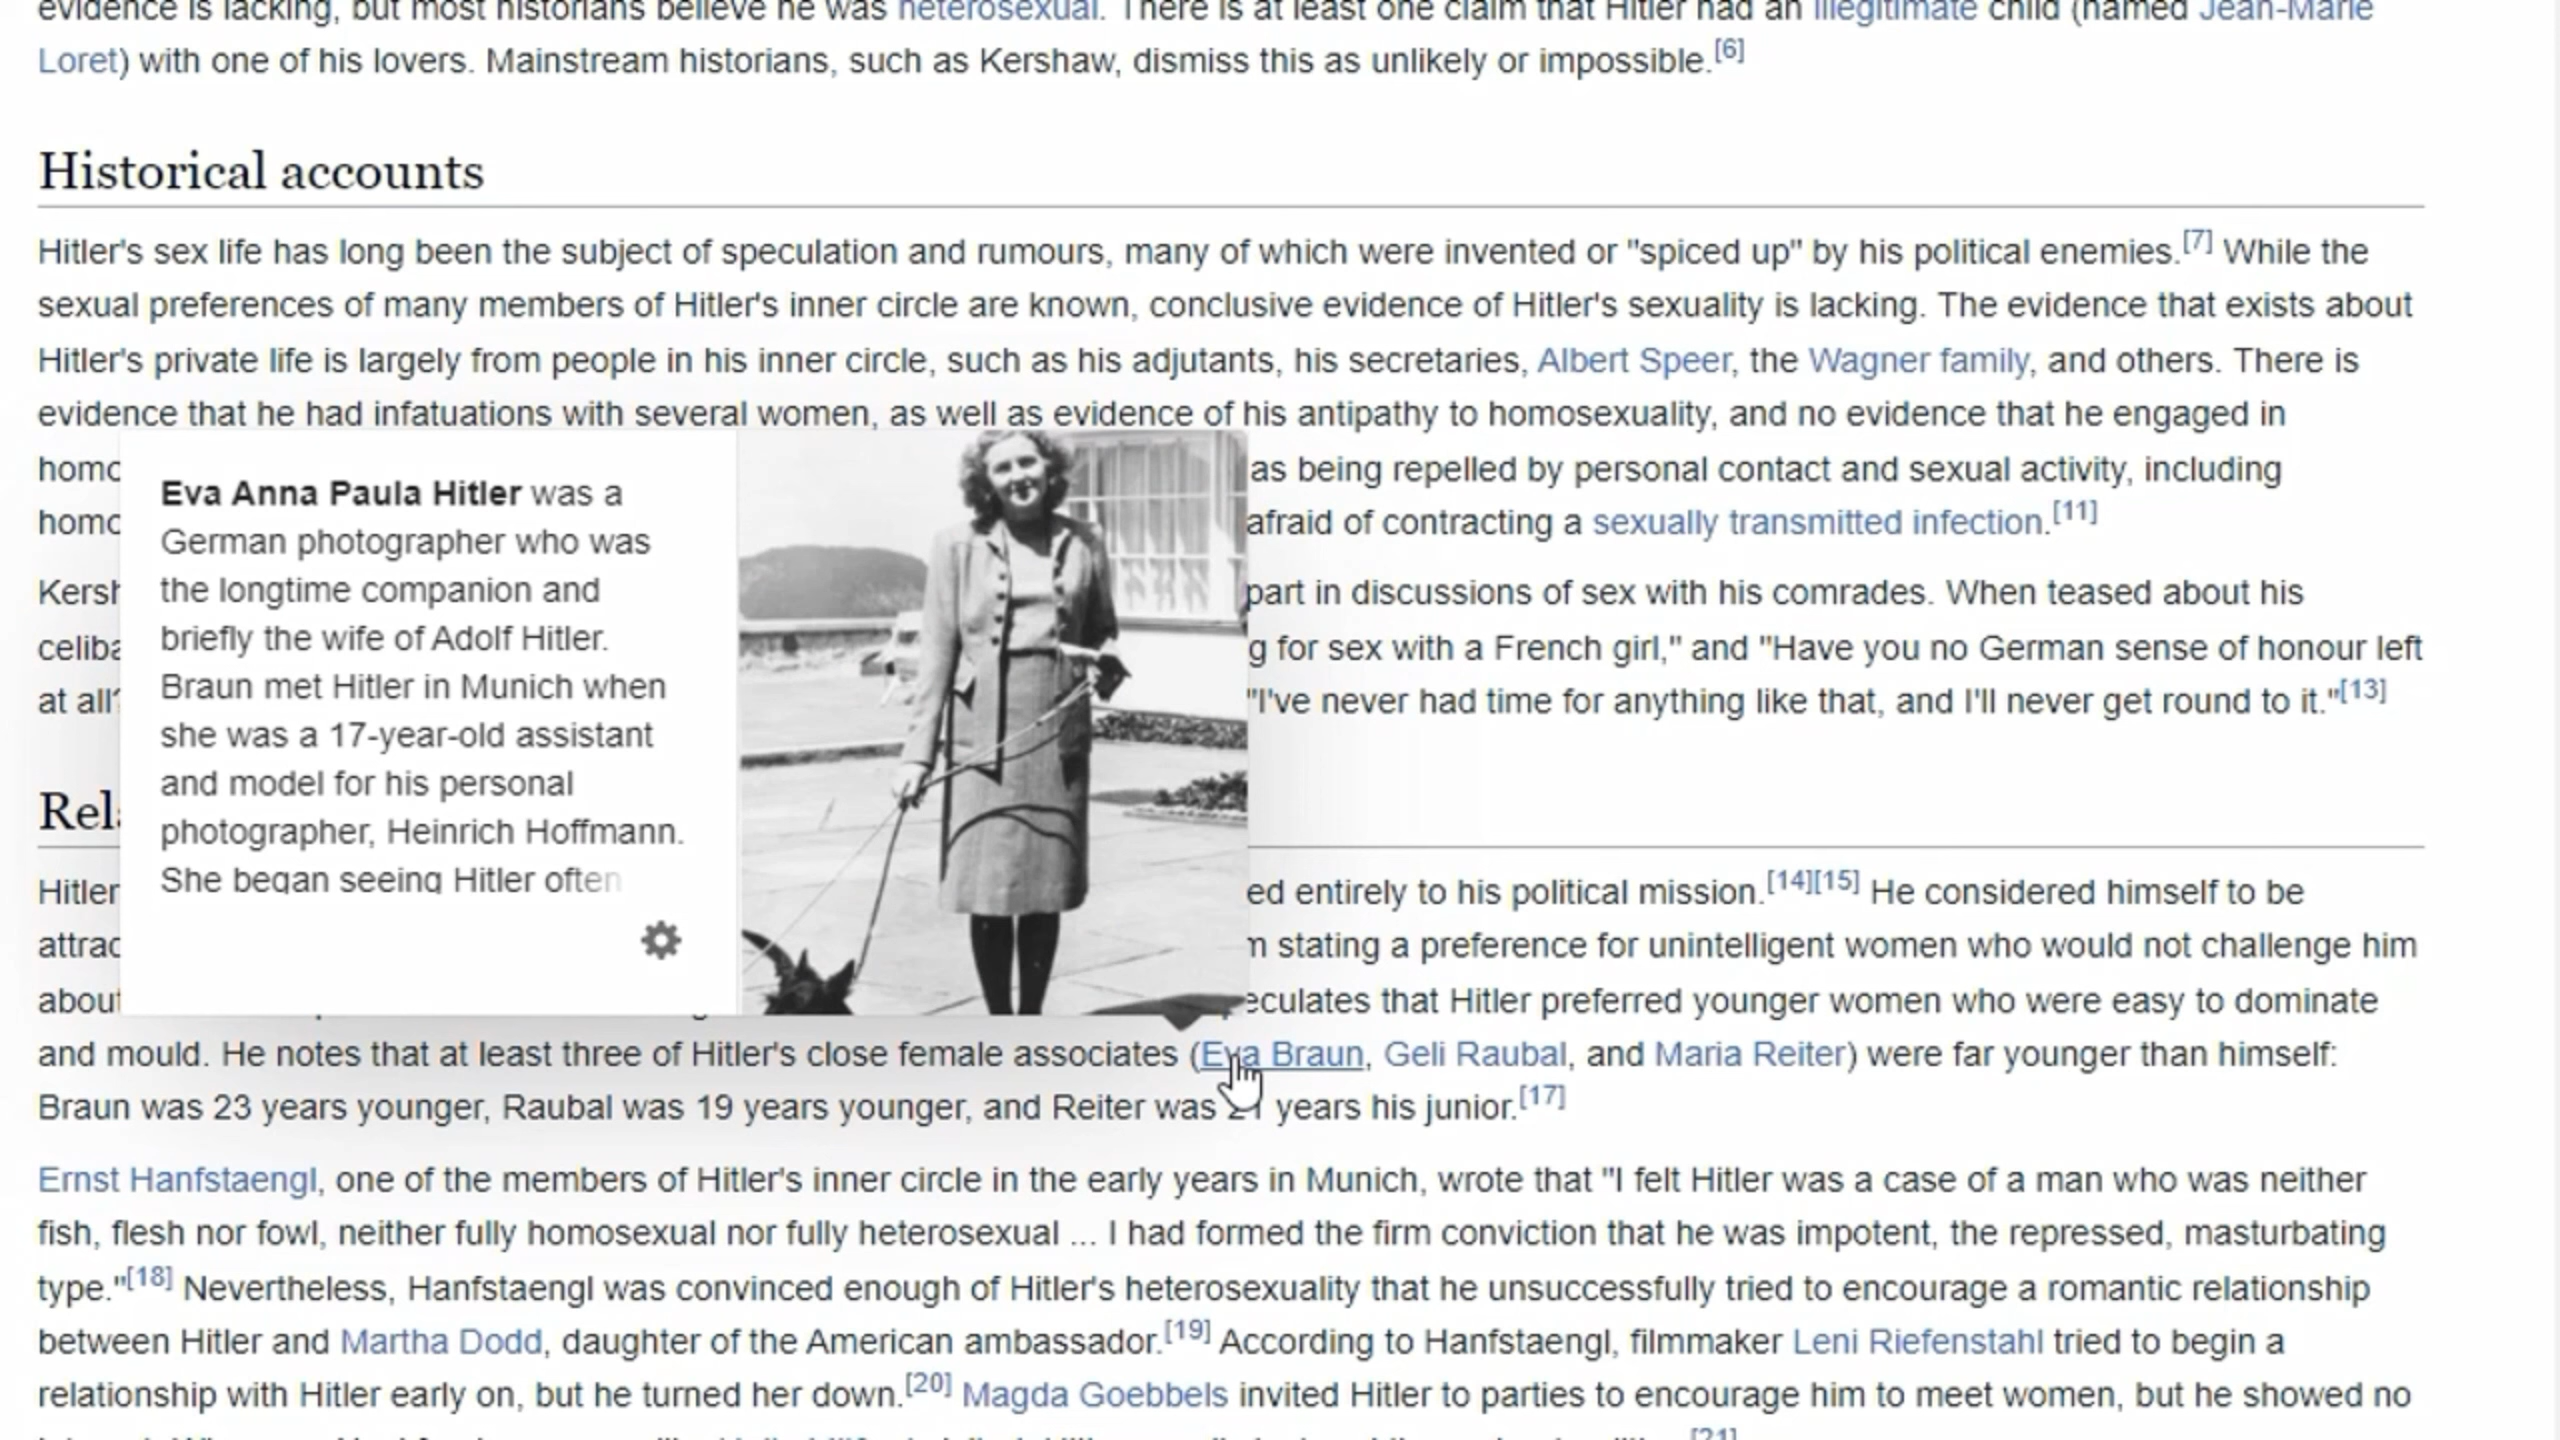 evidence is lacking, but most historians believe he was heterosexual. There is at least one claim that Hitler had an illegitimate child (named Jean-Marie
Loret) with one of his lovers. Mainstream historians, such as Kershaw, dismiss this as unlikely or impossible.[6]
Historical accounts
Hitler's sex life has long been the subject of speculation and rumours, many of which were invented or "spiced up" by his political enemies.[7] While the
sexual preferences of many members of Hitler's inner circle are known, conclusive evidence of Hitler's sexuality is lacking. The evidence that exists about
Hitler's private life is largely from people in his inner circle, such as his adjutants, his secretaries, Albert Speer, the Wagner family, and others. There is
evidence that he had infatuations with several women, as well as evidence of his antipathy to homosexuality, and no evidence that he engaged in
homo
as being repelled by personal contact and sexual activity, including
homo
afraid of contracting a sexually transmitted infection.[11]
Kersh
part in discussions of sex with his comrades. When teased about his
celiba
g for sex with a French girl," and "Have you no German sense of honour left
at all?
"I've never had time for anything like that, and I'll never get round to it."[13]
Eva Anna Paula Hitler was a
German photographer who was
the longtime companion and
briefly the wife of Adolf Hitler.
Braun met Hitler in Munich when
she was a 17-year-old assistant
and model for his personal
photographer, Heinrich Hoffmann.
She began seeing Hitler often
Rela
Hitler
ed entirely to his political mission.[14][15] He considered himself to be
attrac
stating a preference for unintelligent women who would not challenge him
about
eculates that Hitler preferred younger women who were easy to dominate
and mould. He notes that at least three of Hitler's close female associates (Eva Braun, Geli Raubal, and Maria Reiter) were far younger than himself:
Braun was 23 years younger, Raubal was 19 years younger, and Reiter was 21 years his junior.[17]
Ernst Hanfstaengl, one of the members of Hitler's inner circle in the early years in Munich, wrote that "I felt Hitler was a case of a man who was neither
fish, flesh nor fowl, neither fully homosexual nor fully heterosexual ... I had formed the firm conviction that he was impotent, the repressed, masturbating
type."[18] Nevertheless, Hanfstaengl was convinced enough of Hitler's heterosexuality that he unsuccessfully tried to encourage a romantic relationship
between Hitler and Martha Dodd, daughter of the American ambassador.[19] According to Hanfstaengl, filmmaker Leni Riefenstahl tried to begin a
relationship with Hitler early on, but he turned her down.[20] Magda Goebbels invited Hitler to parties to encourage him to meet women, but he showed no
[21]